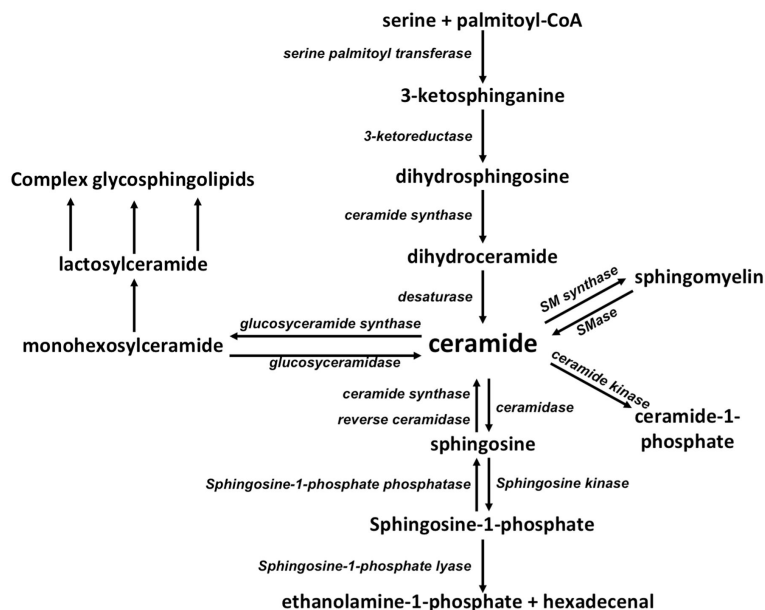 serine + palmitoyl-CoA
serine palmitoyl transferase
3-ketosphinganine
3-ketoreductase
dihydrosphingosine
Complex glycosphingolipids
ceramide synthase
dihydroceramide
lactosylceramide
desaturase
SM synthase
sphingomyelin
SMase
glucosyceramide synthase
monohexosylceramide
ceramide
glucosyceramidase
ceramide kinase
ceramide synthase
reverse ceramidase
ceramidase
ceramide-1-
phosphate
sphingosine
Sphingosine-1-phosphate phosphatase
Sphingosine kinase
Sphingosine-1-phosphate
Sphingosine-1-phosphate lyase
ethanolamine-1-phosphate + hexadecenal